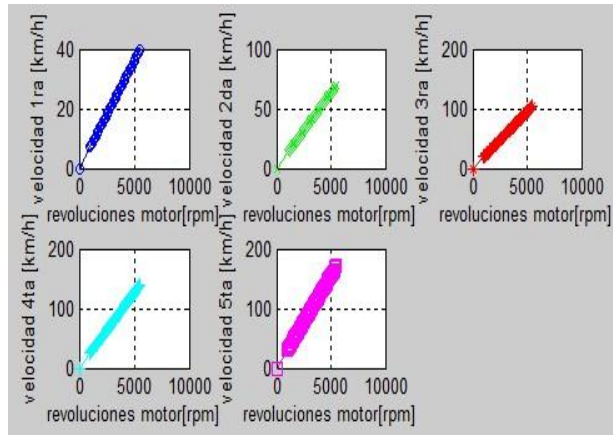 velocidad 1ra [km/h]
40
20
0
0 5000 10000
revoluciones motor[rpm]
velocidad 2da [km/h]
100
50
0
0 5000 10000
revoluciones motor[rpm]
velocidad 3ra [km/h]
200
100
0
0 5000 10000
revoluciones motor[rpm]
velocidad 4ta [km/h]
200
100
0
0 5000 10000
revoluciones motor[rpm]
velocidad 5ta [km/h]
200
100
0
0 5000 10000
revoluciones motor[rpm]